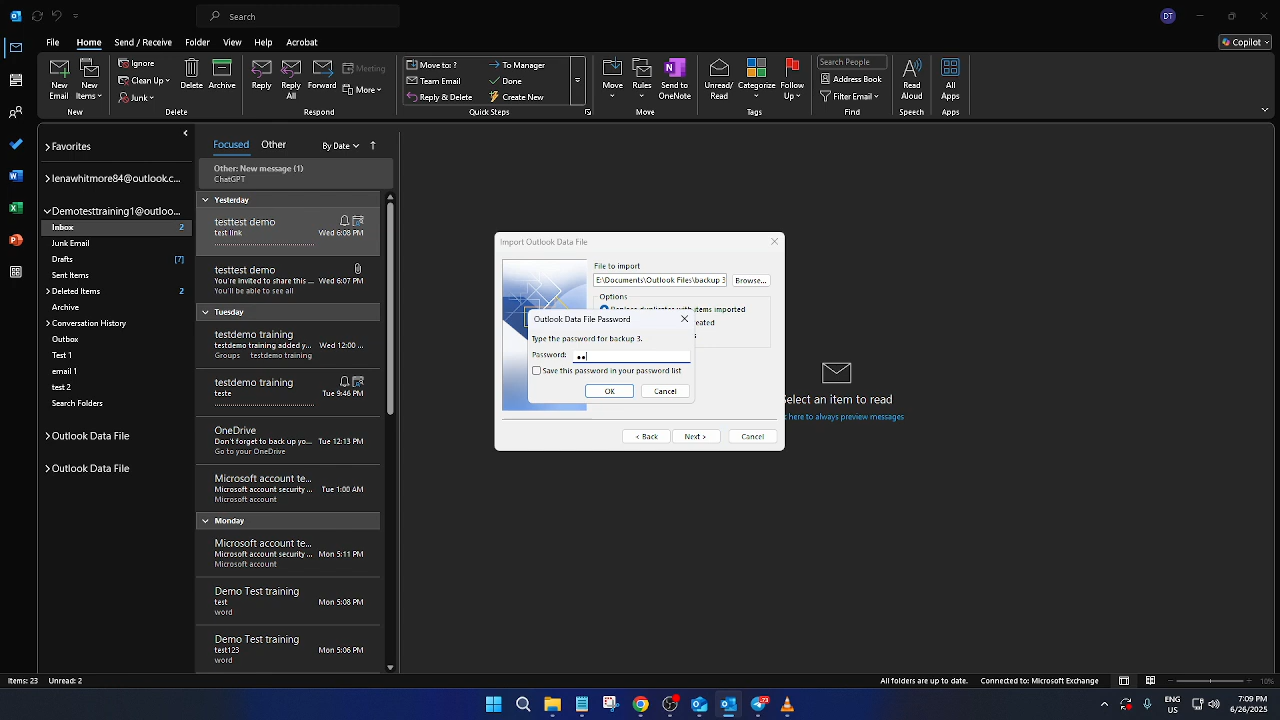 Search
DT
File Home Send / Receive Folder View Help Acrobat
Copilot
New Email
New Items
Ignore
Clean Up
Junk
Delete
Archive
Reply
Reply All
Forward
Meeting
More
Move to: ?
Team Email
Reply & Delete
To Manager
Done
Create New
Move
Rules
Send to OneNote
Unread/ Read
Categorize
Follow Up
Search People
Address Book
Filter Email
Read Aloud
All Apps
New Delete Respond Quick Steps Move Tags Find Speech Apps
Favorites
lenawhitmore84@outlook.c...
Demotesttraining1@outloo...
Inbox 2
Junk Email
Drafts [7]
Sent Items
Deleted Items 2
Archive
Conversation History
Outbox
Test 1
email 1
test 2
Search Folders
Outlook Data File
Outlook Data File
Focused Other By Date
Other: New message (1)
ChatGPT
Yesterday
testtest demo
test link Wed 6:08 PM
testtest demo
You're invited to share this ... Wed 6:07 PM
You'll be able to see all
Tuesday
testdemo training
testdemo training added y... Wed 12:00 ...
Groups testdemo training
testdemo training
teste Tue 9:46 PM
OneDrive
Don't forget to back up yo... Tue 12:13 PM
Go to your OneDrive
Microsoft account te...
Microsoft account security ... Tue 1:00 AM
Microsoft account
Monday
Microsoft account te...
Microsoft account security ... Mon 5:11 PM
Microsoft account
Demo Test training
test Mon 5:08 PM
word
Demo Test training
test123 Mon 5:06 PM
word
Import Outlook Data File
File to import
E:\Documents\Outlook Files\backup 3
Browse...
Options
Replace duplicates with items imported
Outlook Data File Password
Type the password for backup 3.
Password:
Save this password in your password list
OK Cancel
< Back Next > Cancel
Select an item to read
here to always preview messages
Items: 23 Unread: 2
All folders are up to date. Connected to: Microsoft Exchange 10%
ENG
US
7:09 PM
6/26/2025